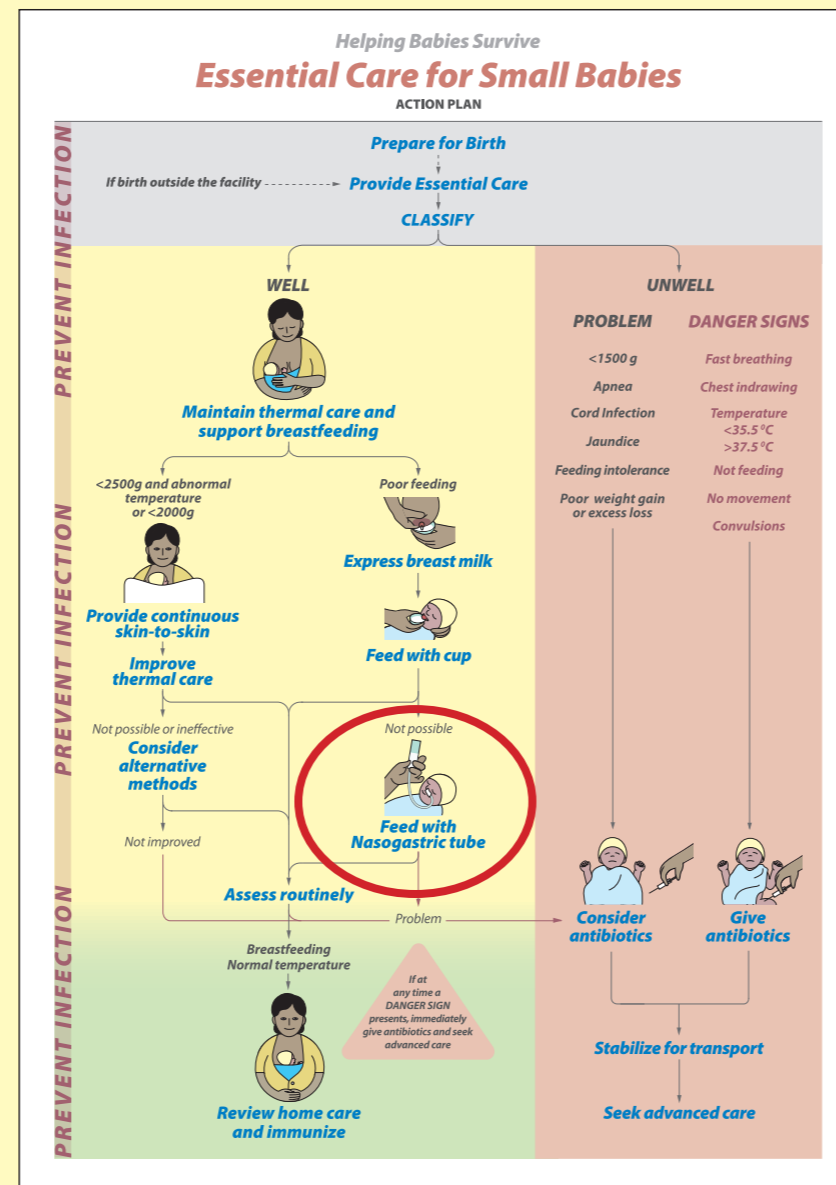 Helping Babies Survive
Essential Care for Small Babies
ACTION PLAN
PREVENT INFECTION
PREVENT INFECTION
PREVENT INFECTION
Prepare for Birth
If birth outside the facility
Provide Essential Care
CLASSIFY
WELL
Maintain thermal care and
support breastfeeding
<2500g and abnormal
temperature
or <2000g
Provide continuous
skin-to-skin
Improve
thermal care
Not possible or ineffective
Consider
alternative
methods
Not improved
Poor feeding
Express breast milk
Feed with cup
Not possible
Feed with
Nasogastric tube
Assess routinely
Problem
Breastfeeding
Normal temperature
If at
any time a
DANGER SIGN
presents, immediately
give antibiotics and seek
advanced care
Review home care
and immunize
UNWELL
PROBLEM
<1500 g
Apnea
Cord Infection
Jaundice
Feeding intolerance
Poor weight gain
or excess loss
DANGER SIGNS
Fast breathing
Chest indrawing
Temperature
<35.5 °C
>37.5°C
Not feeding
No movement
Convulsions
Consider
antibiotics
Give
antibiotics
Stabilize for transport
Seek advanced care